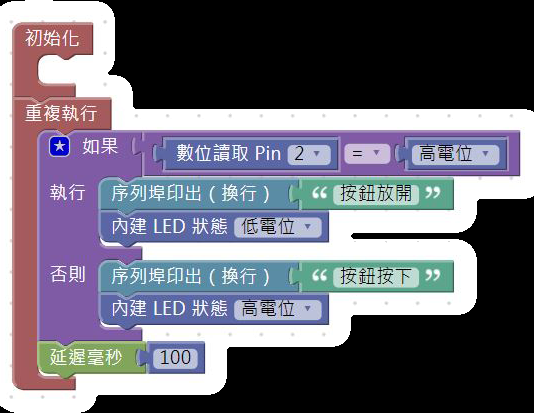 初始化
重複執行
如果 數位讀取 Pin 2 = 高電位
執行 序列埠印出（換行） “ 按鈕放開 ”
內建 LED 狀態 低電位
否則 序列埠印出（換行） “ 按鈕按下 ”
內建 LED 狀態 高電位
延遲毫秒 100